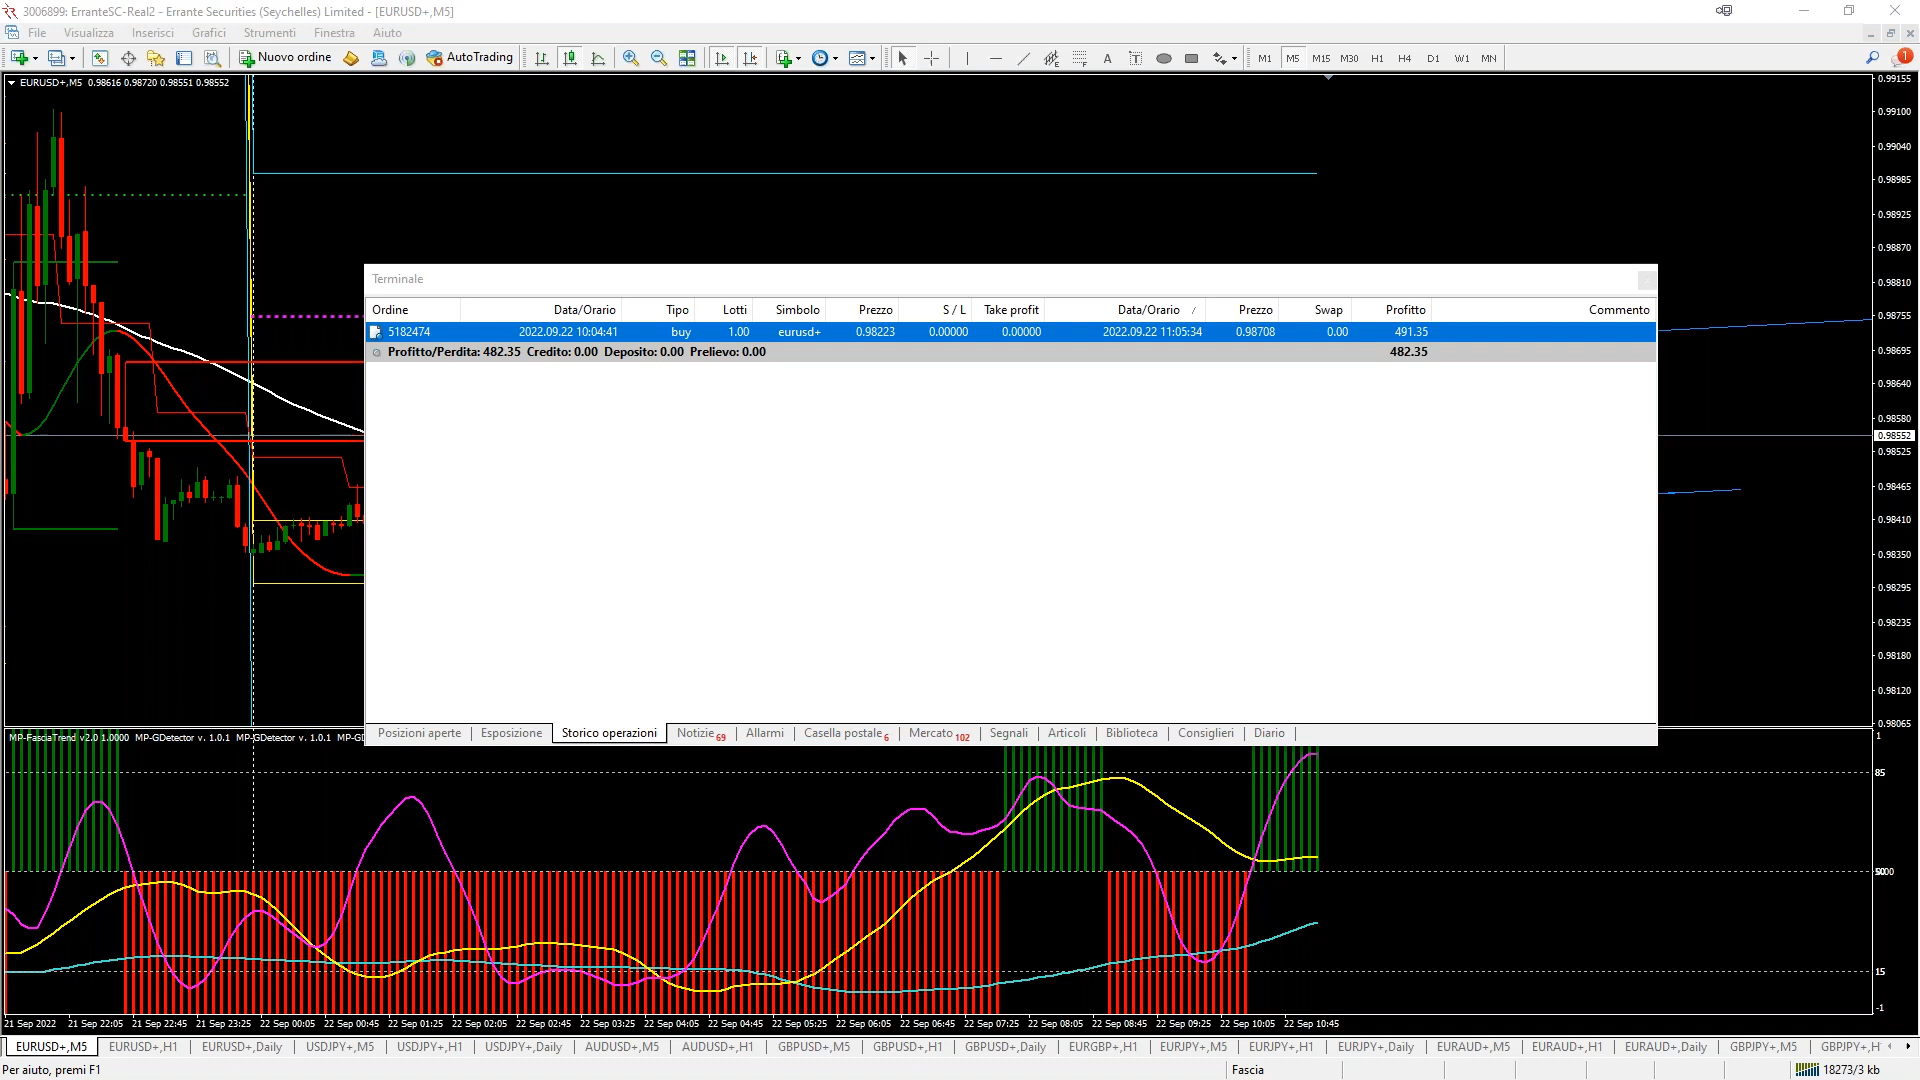 3006899: ErranteSC-Real2 - Errante Securities (Seychelles) Limited - [EURUSD+,M5]
File Visualizza Inserisci Grafici Strumenti Finestra Aiuto
Nuovo ordine AutoTrading A T M1 M5 M15 M30 H1 H4 D1 W1 MN 1
EURUSD+,M5 0.98616 0.98720 0.98551 0.98552
0.99155
0.99100
0.99040
0.98985
0.98925
0.98870
0.98810
0.98755
0.98695
0.98640
0.98580
0.98552
0.98525
0.98465
0.98410
0.98350
0.98295
0.98235
0.98180
0.98120
0.98065
Terminale
Ordine Data/Orario Tipo Lotti Simbolo Prezzo S / L Take profit Data/Orario / Prezzo Swap Profitto Commento
5182474 2022.09.22 10:04:41 buy 1.00 eurusd+ 0.98223 0.00000 0.00000 2022.09.22 11:05:34 0.98708 0.00 491.35
Profitto/Perdita: 482.35 Credito: 0.00 Deposito: 0.00 Prelievo: 0.00 482.35
Posizioni aperte Esposizione Storico operazioni Notizie 69 Allarmi Casella postale 6 Mercato 102 Segnali Articoli Biblioteca Consiglieri Diario
MP-FasciaTrend v2.0 1.0000 MP-GDetector v. 1.0.1 MP-GDetector v. 1.0.1 MP-GD
1
85
15
-1
21 Sep 2022 21 Sep 22:05 21 Sep 22:45 21 Sep 23:25 22 Sep 00:05 22 Sep 00:45 22 Sep 01:25 22 Sep 02:05 22 Sep 02:45 22 Sep 03:25 22 Sep 04:05 22 Sep 04:45 22 Sep 05:25 22 Sep 06:05 22 Sep 06:45 22 Sep 07:25 22 Sep 08:05 22 Sep 08:45 22 Sep 09:25 22 Sep 10:05 22 Sep 10:45
EURUSD+,M5 EURUSD+,H1 EURUSD+,Daily USDJPY+,M5 USDJPY+,H1 USDJPY+,Daily AUDUSD+,M5 AUDUSD+,H1 GBPUSD+,M5 GBPUSD+,H1 GBPUSD+,Daily EURGBP+,H1 EURJPY+,M5 EURJPY+,H1 EURJPY+,Daily EURAUD+,M5 EURAUD+,H1 EURAUD+,Daily GBPJPY+,M5 GBPJPY+,H
Per aiuto, premi F1 Fascia 18273/3 kb